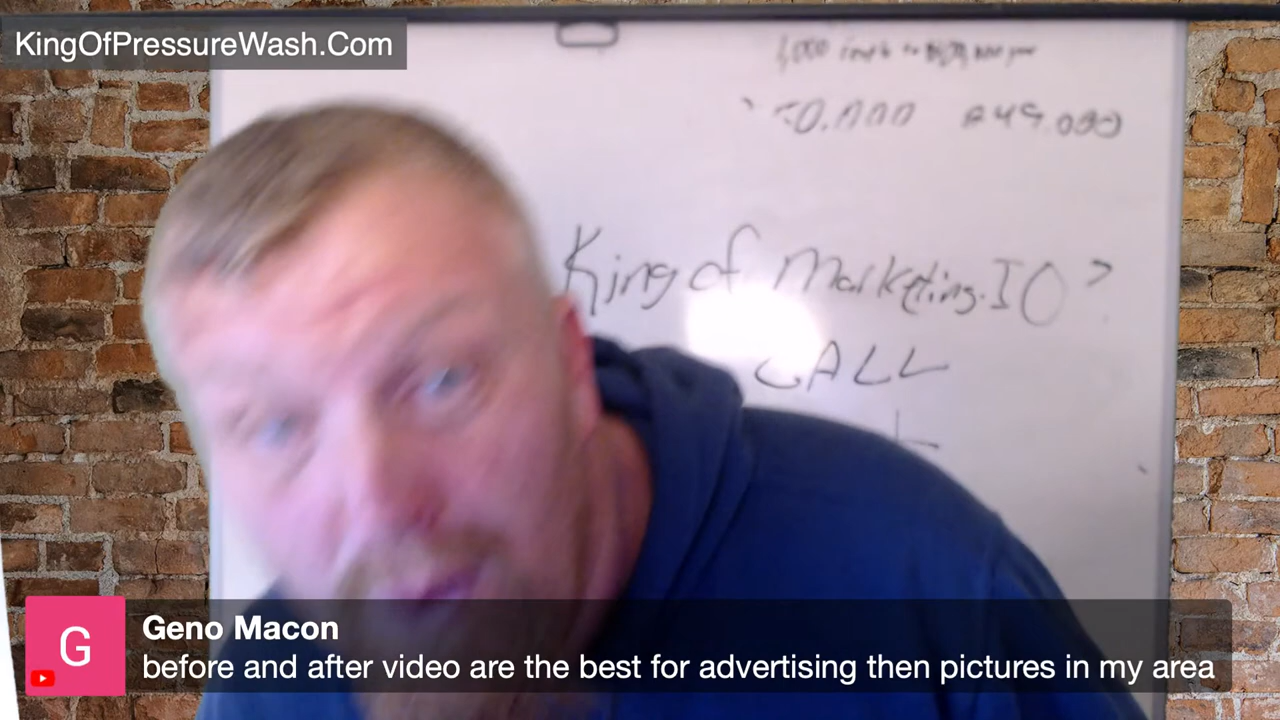 KingOfPressureWash.Com
849.000
King of Marketing.IO?
CALL
G
Geno Macon
before and after video are the best for advertising then pictures in my area